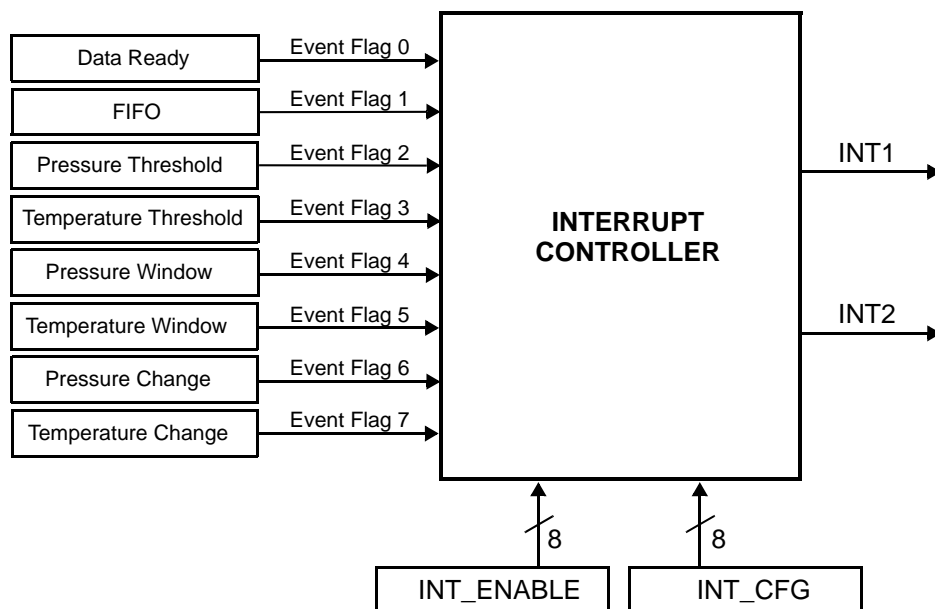 Data Ready
Event Flag 0
FIFO
Event Flag 1
Pressure Threshold
Event Flag 2
Temperature Threshold
Event Flag 3
Pressure Window
Event Flag 4
Temperature Window
Event Flag 5
Pressure Change
Event Flag 6
Temperature Change
Event Flag 7
INTERRUPT
CONTROLLER
INT1
INT2
8
8
INT_ENABLE
INT_CFG